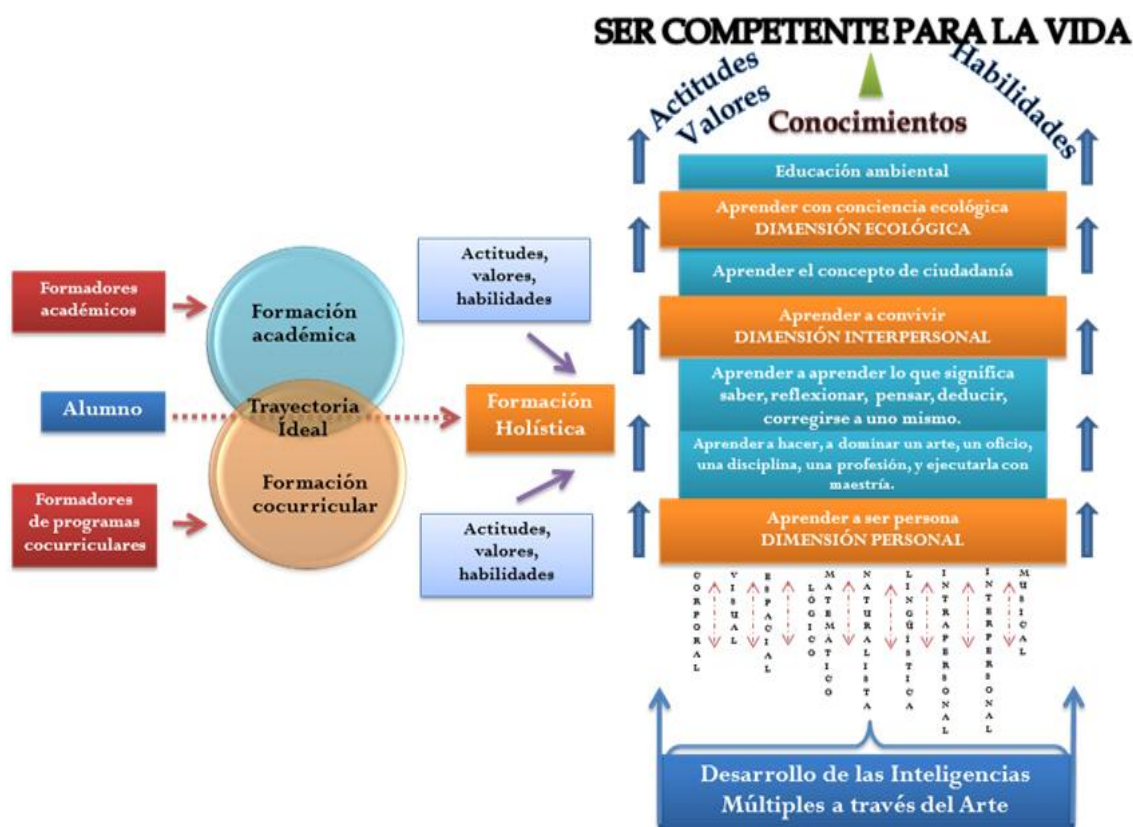 SER COMPETENTE PARA LA VIDA
Actitudes
Valores
Conocimientos
Habilidades
Formadores
académicos
Alumno
Formadores
de programas
cocurriculares
Formación
académica
Trayectoria
Ídeal
Formación
cocurricular
Actitudes,
valores,
habilidades
Formación
Holística
Actitudes,
valores,
habilidades
Educación ambiental
Aprender con conciencia ecológica
DIMENSIÓN ECOLÓGICA
Aprender el concepto de ciudadanía
Aprender a convivir
DIMENSIÓN INTERPERSONAL
Aprender a aprender lo que significa
saber, reflexionar, pensar, deducir,
corregirse a uno mismo.
Aprender a hacer, a dominar un arte, un oficio,
una disciplina, una profesión, y ejecutarla con
maestría.
Aprender a ser persona
DIMENSIÓN PERSONAL
CORPORAL
VISUAL
ESPACIAL
LÓGICO
MATEMÁTICO
NATURALISTA
LINGÜÍSTICA
INTRAPERSONAL
INTERPERSONAL
MUSICAL
Desarrollo de las Inteligencias
Múltiples a través del Arte